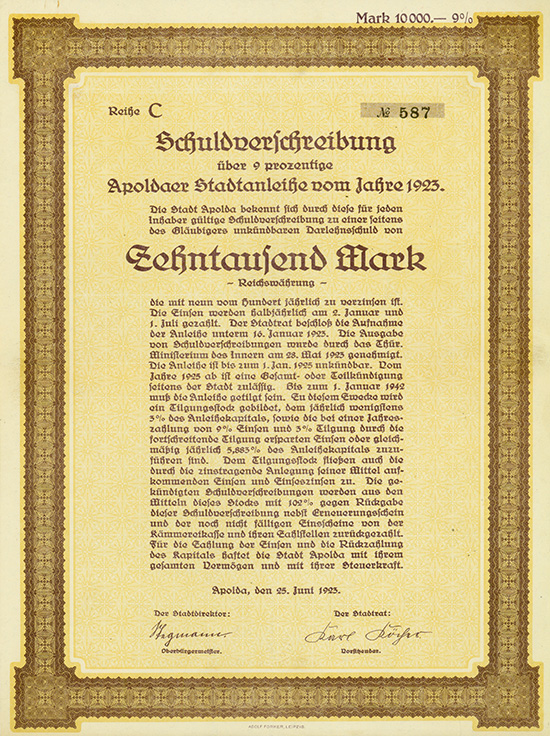 Mark 10000.— 9%
Reihe C
№ 587
Schuldverschreibung
über 9 prozentige
Apoldaer Stadtanleihe vom Jahre 1923.
Die Stadt Apolda bekennt sich durch diese für jeden
Inhaber gültige Schuldverschreibung zu einer seitens
des Gläubigers unkündbaren Darlehnsschuld von
Zehntausend Mark
– Reichswährung –
die mit neun vom Hundert jährlich zu verzinsen ist.
Die Zinsen werden halbjährlich am 2. Januar und
1. Juli gezahlt. Der Stadtrat beschloß die Aufnahme
der Anleihe unterm 16. Januar 1923. Die Ausgabe
von Schuldverschreibungen wurde durch das Thür.
Ministerium des Innern am 28. Mai 1923 genehmigt.
Die Anleihe ist bis zum 1. Jan. 1925 unkündbar. Vom
Jahre 1925 ab ist eine Gesamt- oder Teilkündigung
seitens der Stadt zulässig. Bis zum 1. Januar 1942
muß die Anleihe getilgt sein. Zu diesem Zwecke wird
ein Tilgungsstock gebildet, dem jährlich wenigstens
3% des Anleihekapitals, sowie die bei einer Jahres-
zahlung von 9% Zinsen und 3% Tilgung durch die
fortschreitende Tilgung ersparten Zinsen oder gleich-
mäßig jährlich 5,883% des Anleihekapitals zuzu-
führen sind. Dem Tilgungsstock fließen auch die
durch die zinstragende Anlegung seiner Mittel auf-
kommenden Zinsen und Zinseszinsen zu. Die ge-
kündigten Schuldverschreibungen werden aus den
Mitteln dieses Stocks mit 102% gegen Rückgabe
dieser Schuldverschreibung nebst Erneuerungsschein
und der noch nicht fälligen Zinsscheine von der
Kämmereikasse und ihren Zahlstellen zurückgezahlt.
Für die Zahlung der Zinsen und die Rückzahlung
des Kapitals haftet die Stadt Apolda mit ihrem
gesamten Vermögen und mit ihrer Steuerkraft.
Apolda, den 25. Juni 1923.
Der Stadtdirektor:
Der Stadtrat:
Stegmann
Karl Köcher
Oberbürgermeister.
Vorsitzender.
ADOLF FÜRKER, LEIPZIG